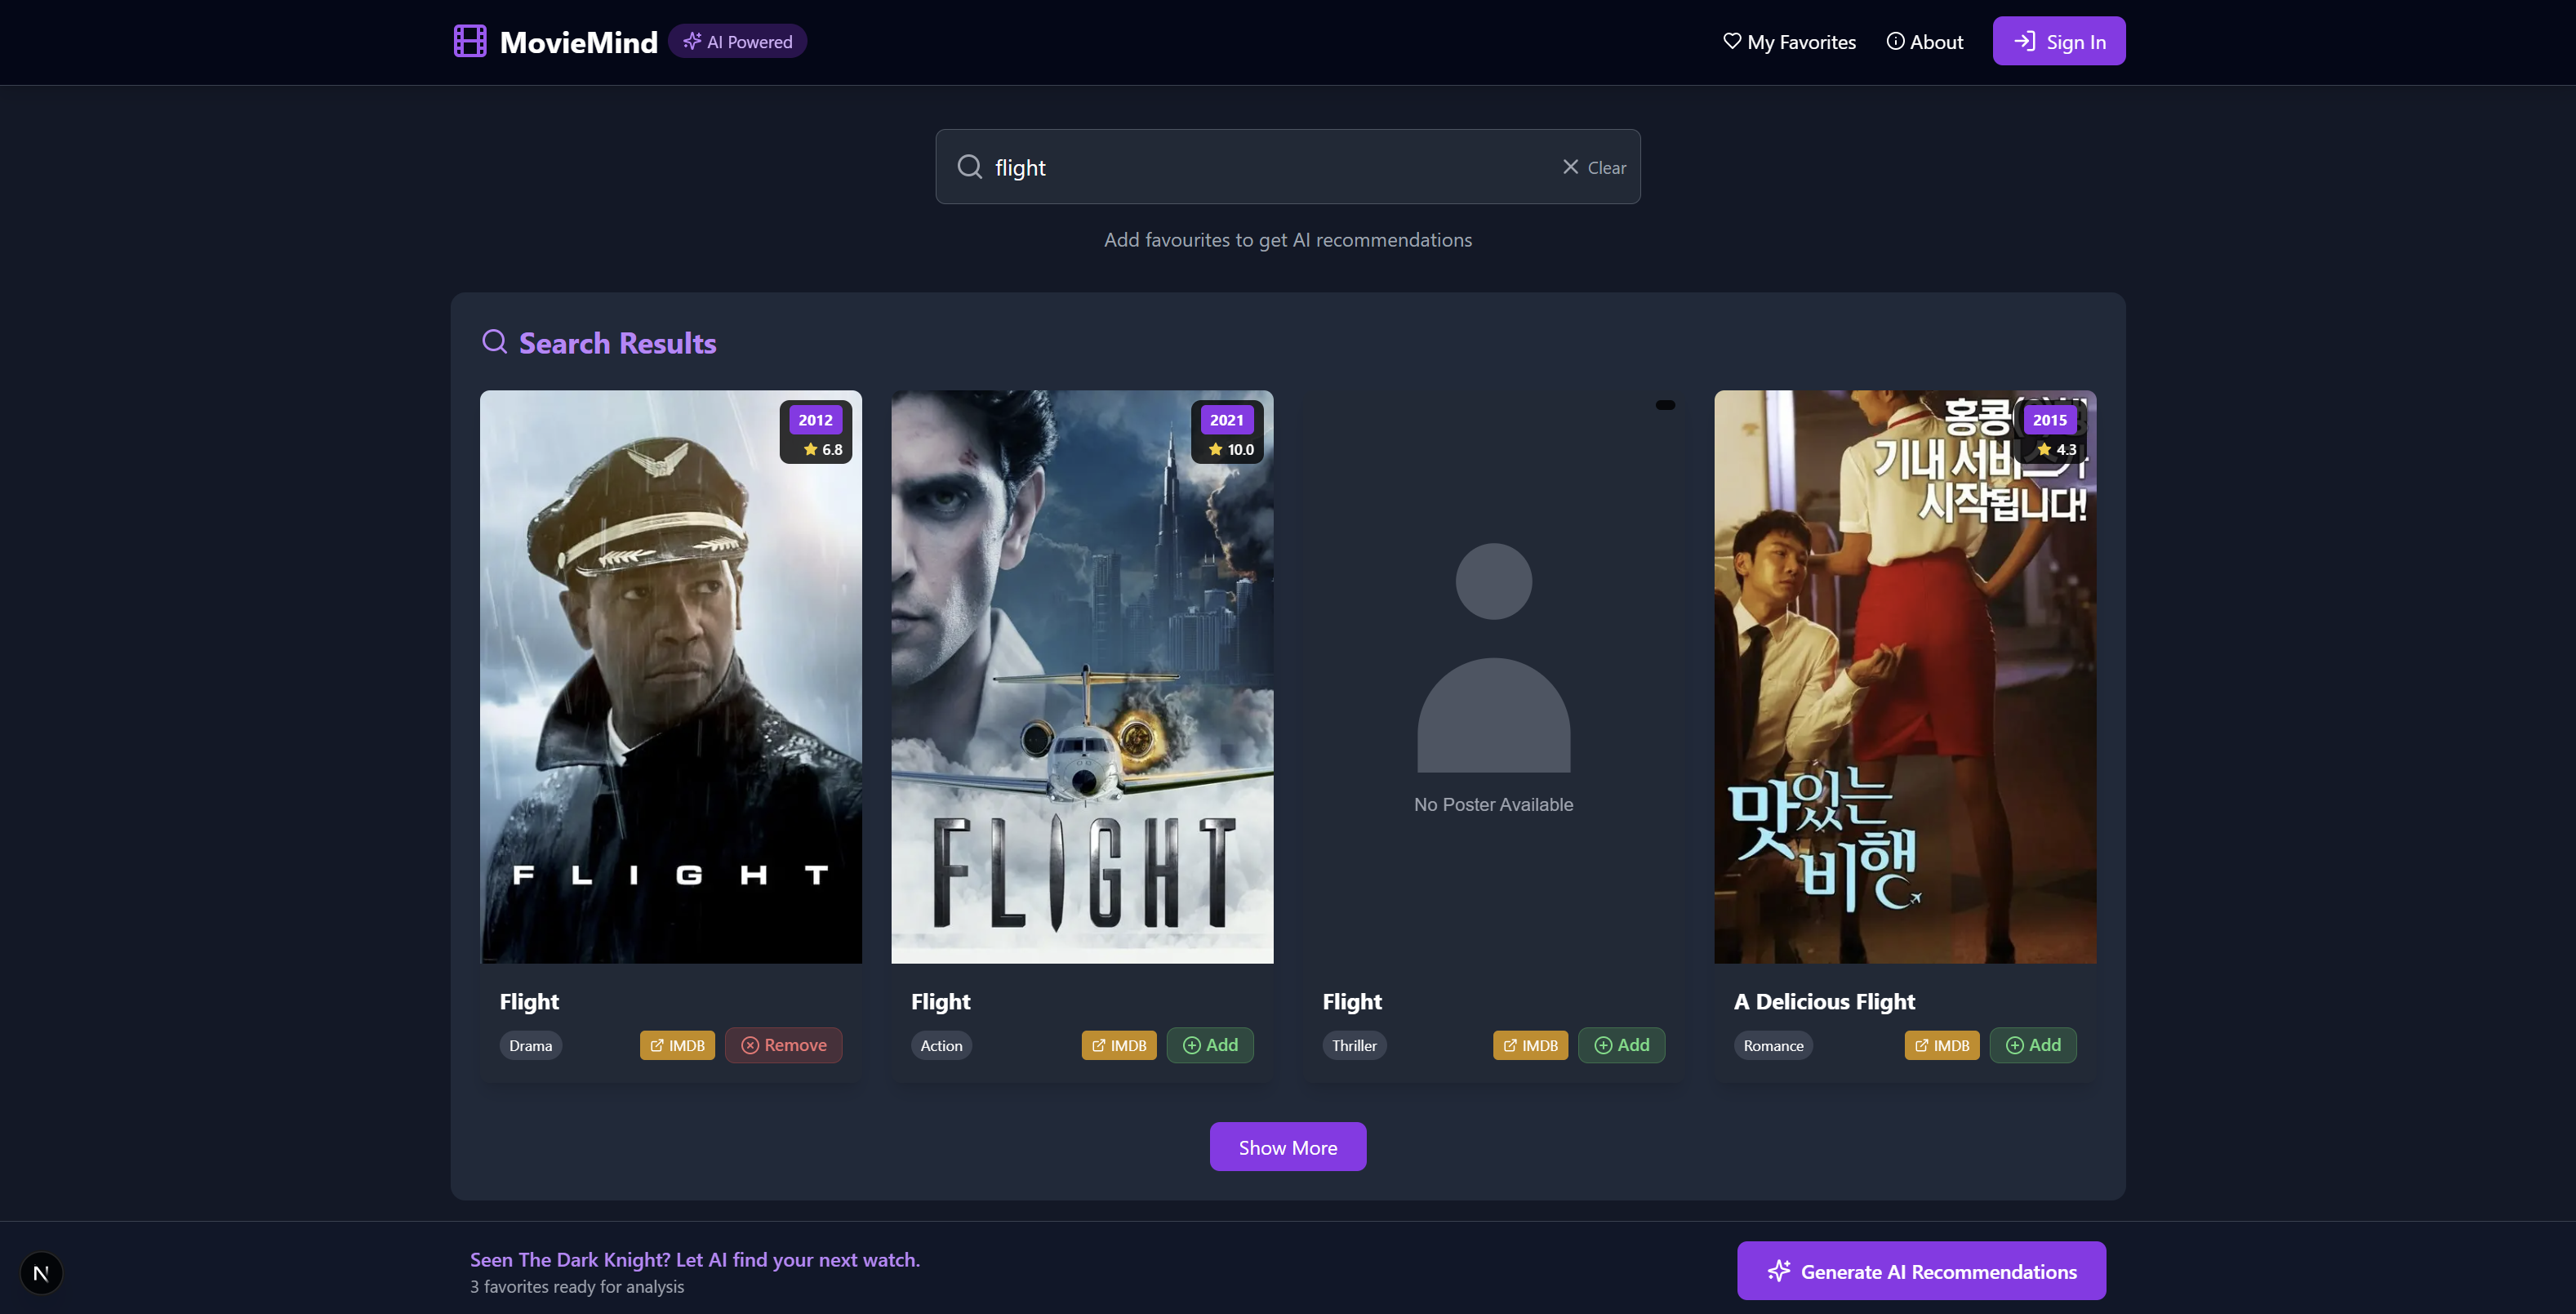 MovieMind
AI Powered
My Favorites
About
Sign In
flight
Clear
Add favourites to get AI recommendations
Search Results
2012
6.8
FLIGHT
Flight
Drama
IMDB
Remove
2021
10.0
FLIGHT
Flight
Action
IMDB
Add
No Poster Available
Flight
Thriller
IMDB
Add
홍콩
2015
기내 서비스가
4.3
시작됩니다!
맛있는
비행
A Delicious Flight
Romance
IMDB
Add
Show More
Seen The Dark Knight? Let AI find your next watch.
3 favorites ready for analysis
Generate AI Recommendations
N